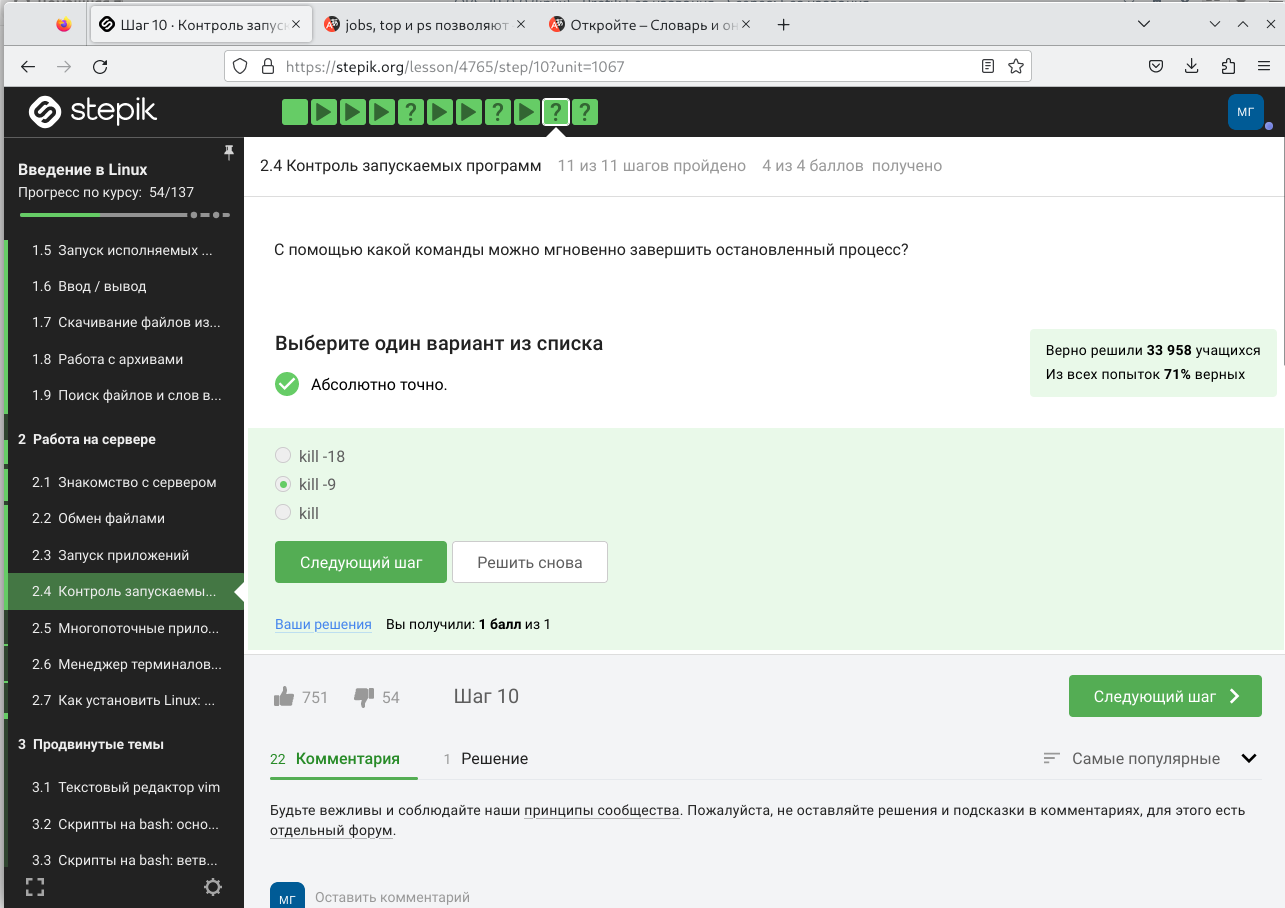 Шаг 10 · Контроль запуск
jobs, top и ps позволяют
Откройте – Словарь и он
https://stepik.org/lesson/4765/step/10?unit=1067
stepik
МГ
Введение в Linux
Прогресс по курсу: 54/137
2.4 Контроль запускаемых программ 11 из 11 шагов пройдено 4 из 4 баллов получено
1.5 Запуск исполняемых ...
1.6 Ввод / вывод
1.7 Скачивание файлов из...
1.8 Работа с архивами
1.9 Поиск файлов и слов в...
2 Работа на сервере
2.1 Знакомство с сервером
2.2 Обмен файлами
2.3 Запуск приложений
2.4 Контроль запускаемы...
2.5 Многопоточные прило...
2.6 Менеджер терминалов...
2.7 Как установить Linux: ...
3 Продвинутые темы
3.1 Текстовый редактор vim
3.2 Скрипты на bash: осно...
3.3 Скрипты на bash: ветв...
С помощью какой команды можно мгновенно завершить остановленный процесс?
Выберите один вариант из списка
Абсолютно точно.
Верно решили 33 958 учащихся
Из всех попыток 71% верных
kill -18
kill -9
kill
Следующий шаг
Решить снова
Ваши решения Вы получили: 1 балл из 1
751 54 Шаг 10
Следующий шаг
22 Комментария 1 Решение
Самые популярные
Будьте вежливы и соблюдайте наши принципы сообщества. Пожалуйста, не оставляйте решения и подсказки в комментариях, для этого есть
отдельный форум.
МГ
Оставить комментарий